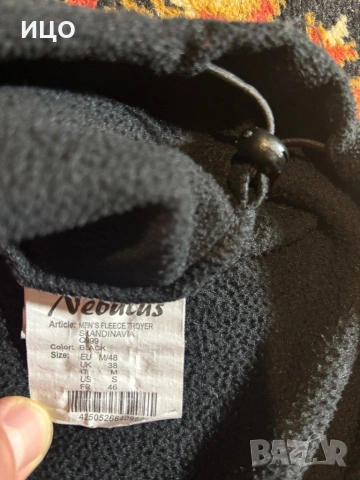 ИЦО
Nebulus
Article: MEN'S FLEECE TROYER
SKANDINAVIA
Q999
Color: BLACK
Size: EU M/48
UK 38
IT M
US S
FR 46
bazar